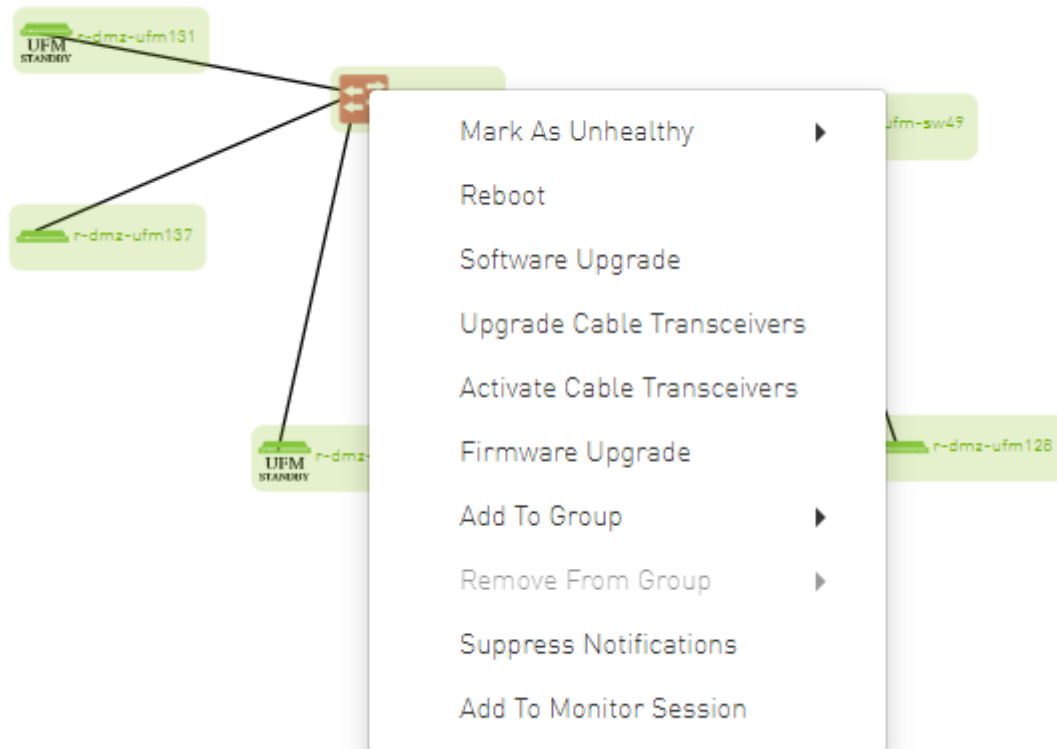 r-dmz-ufm131
UFM
STANDBY
ufm-sw49
r-dmz-ufm137
Mark As Unhealthy
Reboot
Software Upgrade
Upgrade Cable Transceivers
Activate Cable Transceivers
Firmware Upgrade
Add To Group
Remove From Group
Suppress Notifications
Add To Monitor Session
UFM
STANDBY
r-dmz-
r-dmz-ufm128